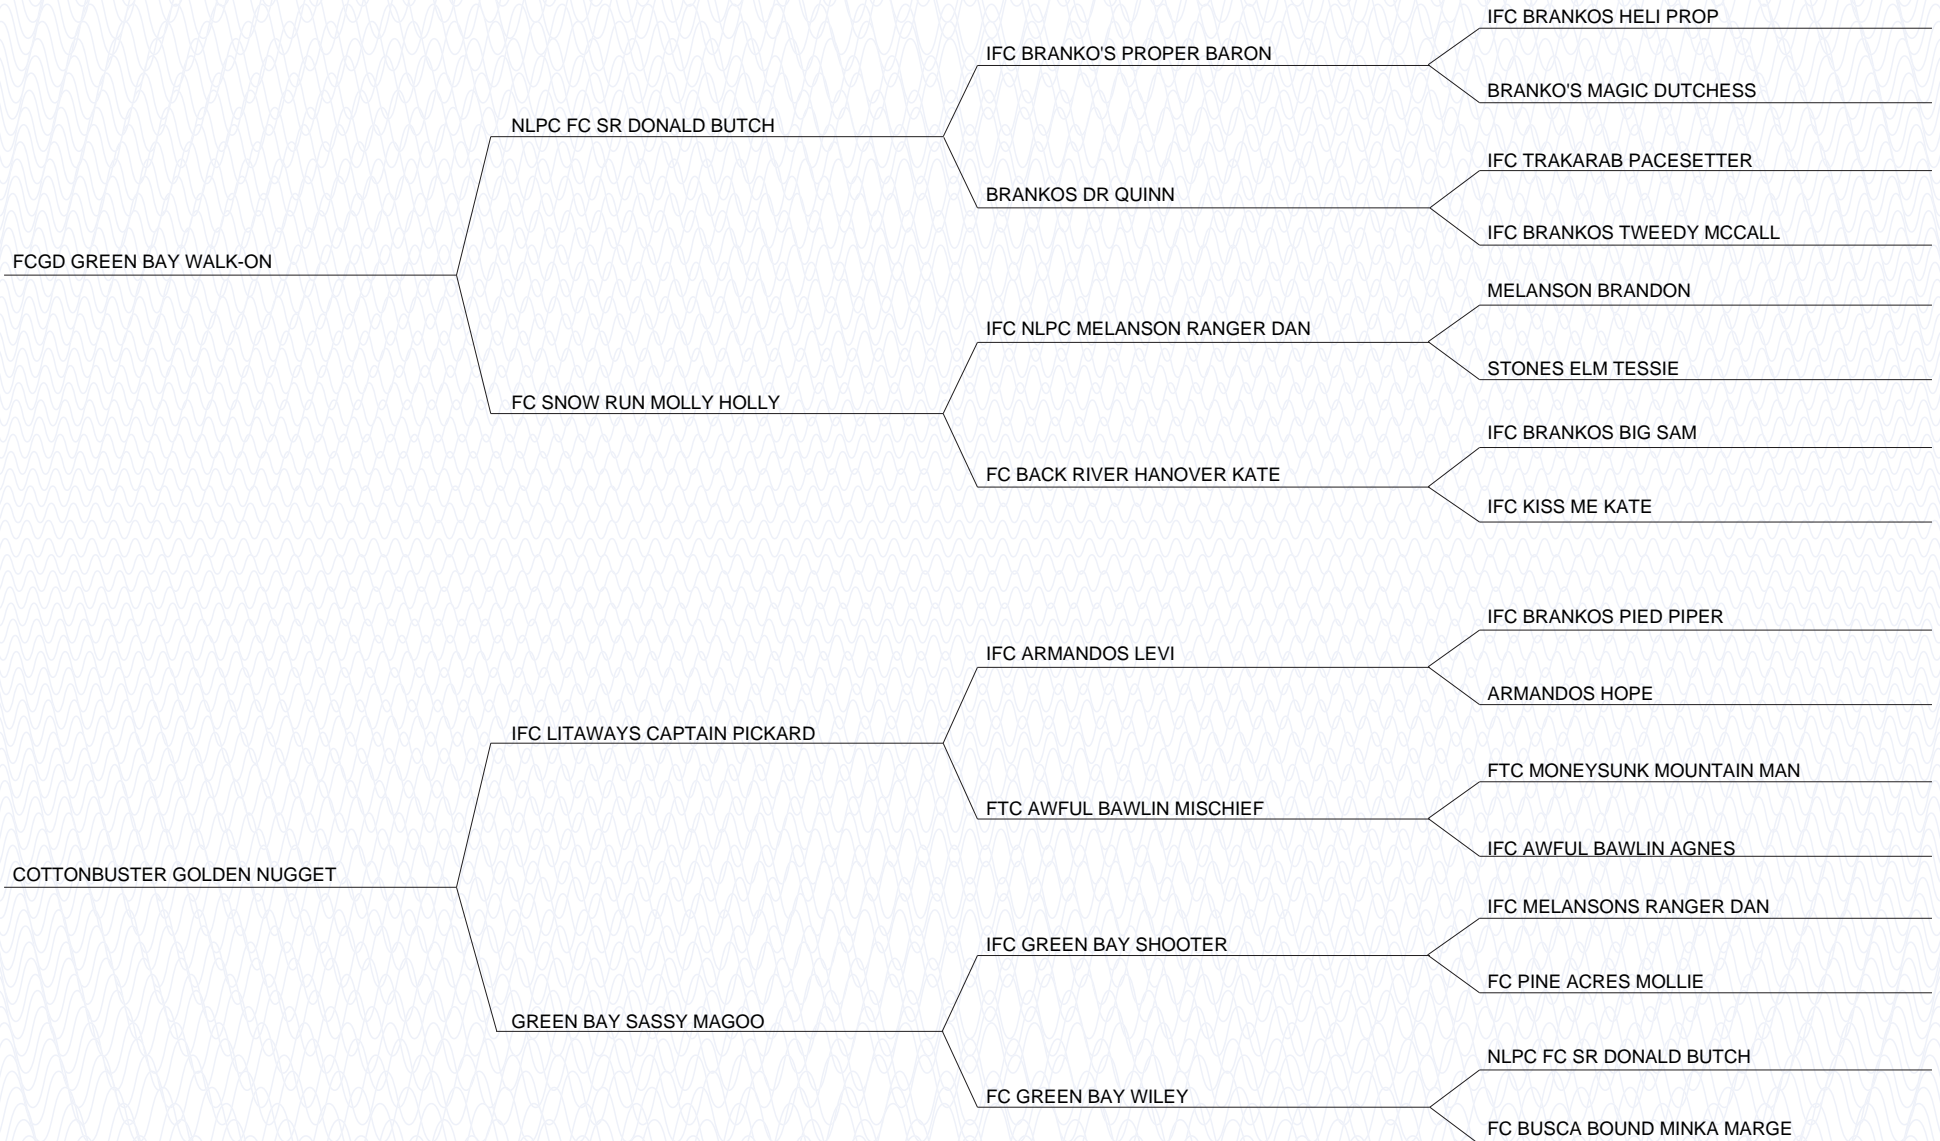 IFC BRANKOS HELI PROP
IFC BRANKO'S PROPER BARON
BRANKO'S MAGIC DUTCHESS
NLPC FC SR DONALD BUTCH
IFC TRAKARAB PACESETTER
BRANKOS DR QUINN
IFC BRANKOS TWEEDY MCCALL
FCGD GREEN BAY WALK-ON
MELANSON BRANDON
IFC NLPC MELANSON RANGER DAN
STONES ELM TESSIE
FC SNOW RUN MOLLY HOLLY
IFC BRANKOS BIG SAM
FC BACK RIVER HANOVER KATE
IFC KISS ME KATE
IFC BRANKOS PIED PIPER
IFC ARMANDOS LEVI
ARMANDOS HOPE
IFC LITAWAYS CAPTAIN PICKARD
FTC MONEYSUNK MOUNTAIN MAN
FTC AWFUL BAWLIN MISCHIEF
IFC AWFUL BAWLIN AGNES
COTTONBUSTER GOLDEN NUGGET
IFC MELANSONS RANGER DAN
IFC GREEN BAY SHOOTER
FC PINE ACRES MOLLIE
GREEN BAY SASSY MAGOO
NLPC FC SR DONALD BUTCH
FC GREEN BAY WILEY
FC BUSCA BOUND MINKA MARGE